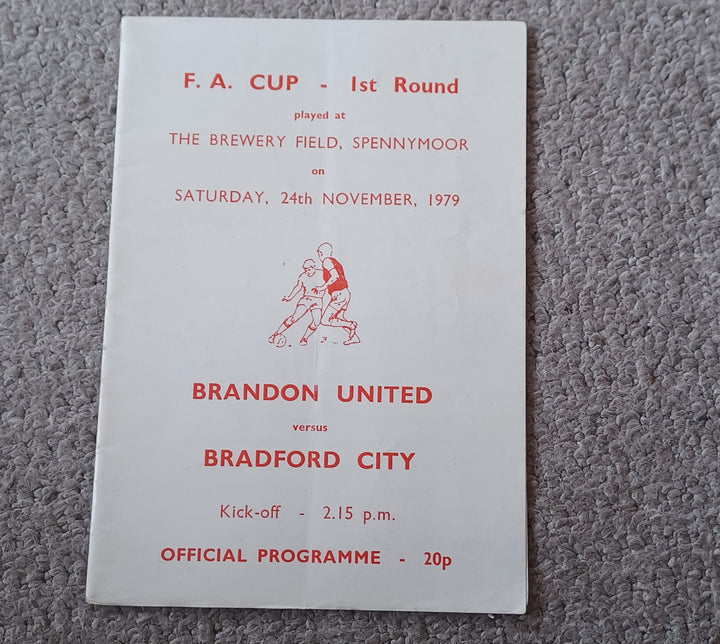 F. A. CUP - 1st Round
played at
THE BREWERY FIELD, SPENNYMOOR
on
SATURDAY, 24th NOVEMBER, 1979
BRANDON UNITED
versus
BRADFORD CITY
Kick-off - 2.15 p.m.
OFFICIAL PROGRAMME - 20p